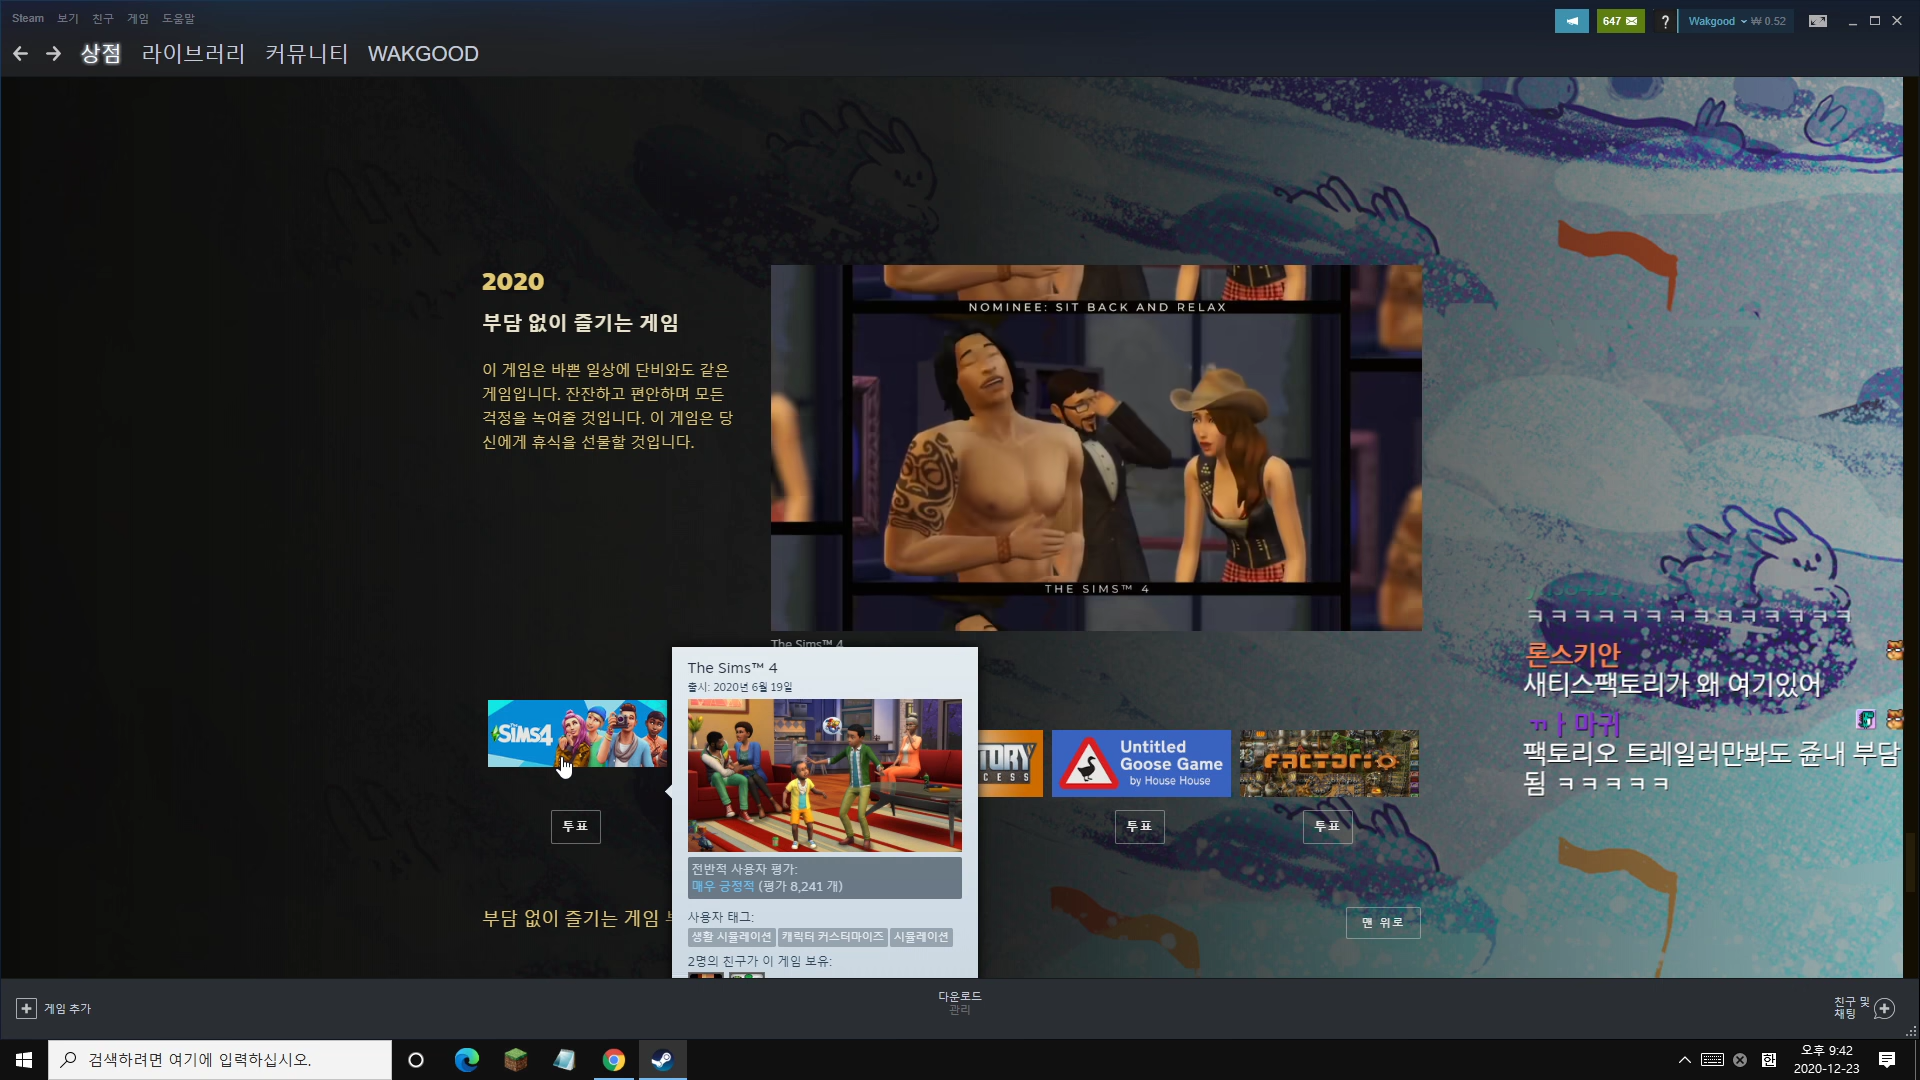 Steam 보기 친구 게임 도움말
647
?
Wakgood ₩ 0.52
상점 라이브러리 커뮤니티 WAKGOOD
2020
부담 없이 즐기는 게임
이 게임은 바쁜 일상에 단비와도 같은
게임입니다. 잔잔하고 편안하며 모든
걱정을 녹여줄 것입니다. 이 게임은 당
신에게 휴식을 선물할 것입니다.
NOMINEE: SIT BACK AND RELAX
THE SIMS™ 4
The Sims™ 4
The Sims™ 4
출시: 2020년 6월 19일
THE SIMS 4
전반적 사용자 평가:
매우 긍정적 (평가 8,241 개)
사용자 태그:
생활 시뮬레이션 캐릭터 커스터마이즈 시뮬레이션
2명의 친구가 이 게임 보유:
TORY
CESS
Untitled
Goose Game
by House House
FACTORIO
투표
투표
투표
부담 없이 즐기는 게임
맨 위로
ㅋㅋㅋㅋㅋㅋㅋㅋㅋㅋㅋㅋㅋㅋ
론스키안
새티스팩토리가 왜 여기있어
ㄲㅏ마귀
팩토리오 트레일러만봐도 쥰내 부담
됨 ㅋㅋㅋㅋㅋ
게임 추가
다운로드
관리
친구 및
채팅
검색하려면 여기에 입력하십시오.
한
오후 9:42
2020-12-23